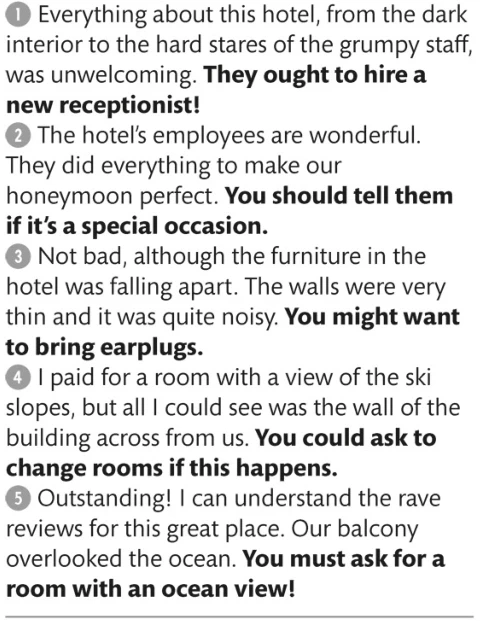 1 Everything about this hotel, from the dark
interior to the hard stares of the grumpy staff,
was unwelcoming. They ought to hire a
new receptionist!
2 The hotel's employees are wonderful.
They did everything to make our
honeymoon perfect. You should tell them
if it's a special occasion.
3 Not bad, although the furniture in the
hotel was falling apart. The walls were very
thin and it was quite noisy. You might want
to bring earplugs.
4 I paid for a room with a view of the ski
slopes, but all I could see was the wall of the
building across from us. You could ask to
change rooms if this happens.
5 Outstanding! I can understand the rave
reviews for this great place. Our balcony
overlooked the ocean. You must ask for a
room with an ocean view!